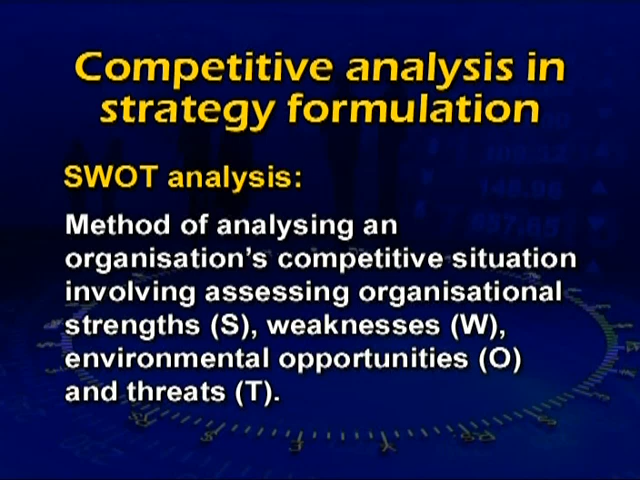 Competitive analysis in
strategy formulation
SWOT analysis:
Method of analysing an
organisation's competitive situation
involving assessing organisational
strengths (S), weaknesses (W),
environmental opportunities (O)
and threats (T).